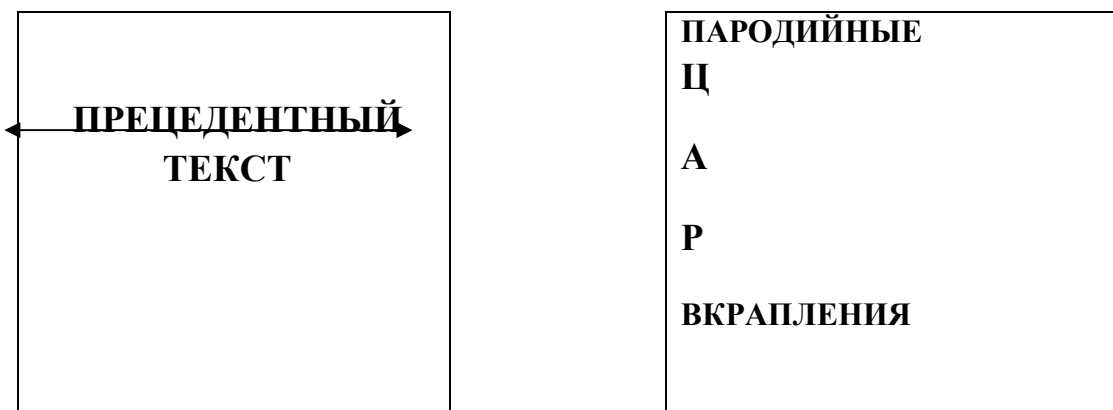 ПРЕЦЕДЕНТНЫЙ
ТЕКСТ
ПАРОДИЙНЫЕ
Ц
А
Р
ВКРАПЛЕНИЯ